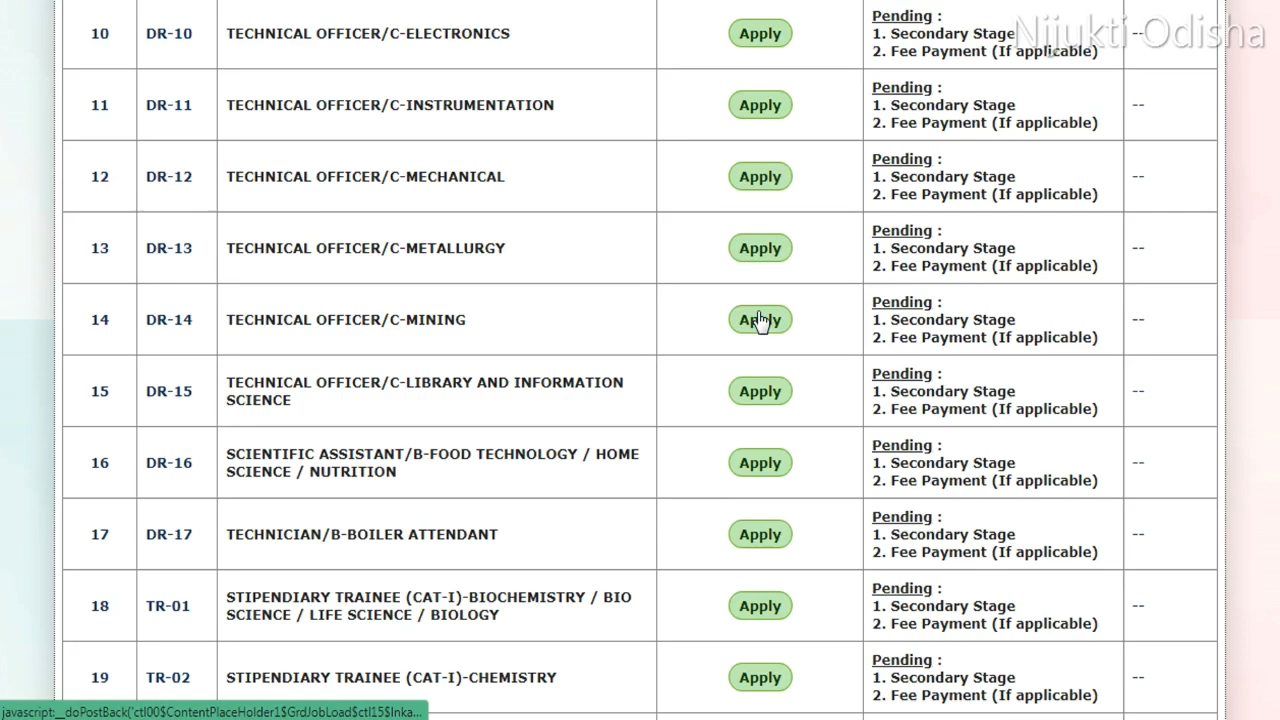 Nijukti Odisha
10 DR-10 TECHNICAL OFFICER/C-ELECTRONICS Apply Pending :
1. Secondary Stage --
2. Fee Payment (If applicable)
11 DR-11 TECHNICAL OFFICER/C-INSTRUMENTATION Apply Pending :
1. Secondary Stage --
2. Fee Payment (If applicable)
12 DR-12 TECHNICAL OFFICER/C-MECHANICAL Apply Pending :
1. Secondary Stage --
2. Fee Payment (If applicable)
13 DR-13 TECHNICAL OFFICER/C-METALLURGY Apply Pending :
1. Secondary Stage --
2. Fee Payment (If applicable)
14 DR-14 TECHNICAL OFFICER/C-MINING Apply Pending :
1. Secondary Stage --
2. Fee Payment (If applicable)
15 DR-15 TECHNICAL OFFICER/C-LIBRARY AND INFORMATION
SCIENCE Apply Pending :
1. Secondary Stage --
2. Fee Payment (If applicable)
16 DR-16 SCIENTIFIC ASSISTANT/B-FOOD TECHNOLOGY / HOME
SCIENCE / NUTRITION Apply Pending :
1. Secondary Stage --
2. Fee Payment (If applicable)
17 DR-17 TECHNICIAN/B-BOILER ATTENDANT Apply Pending :
1. Secondary Stage --
2. Fee Payment (If applicable)
18 TR-01 STIPENDIARY TRAINEE (CAT-I)-BIOCHEMISTRY / BIO
SCIENCE / LIFE SCIENCE / BIOLOGY Apply Pending :
1. Secondary Stage --
2. Fee Payment (If applicable)
19 TR-02 STIPENDIARY TRAINEE (CAT-I)-CHEMISTRY Apply Pending :
1. Secondary Stage --
2. Fee Payment (If applicable)
javascript:__doPostBack('ctl00$ContentPlaceHolder1$GrdJobLoad$ctl15$lnka...